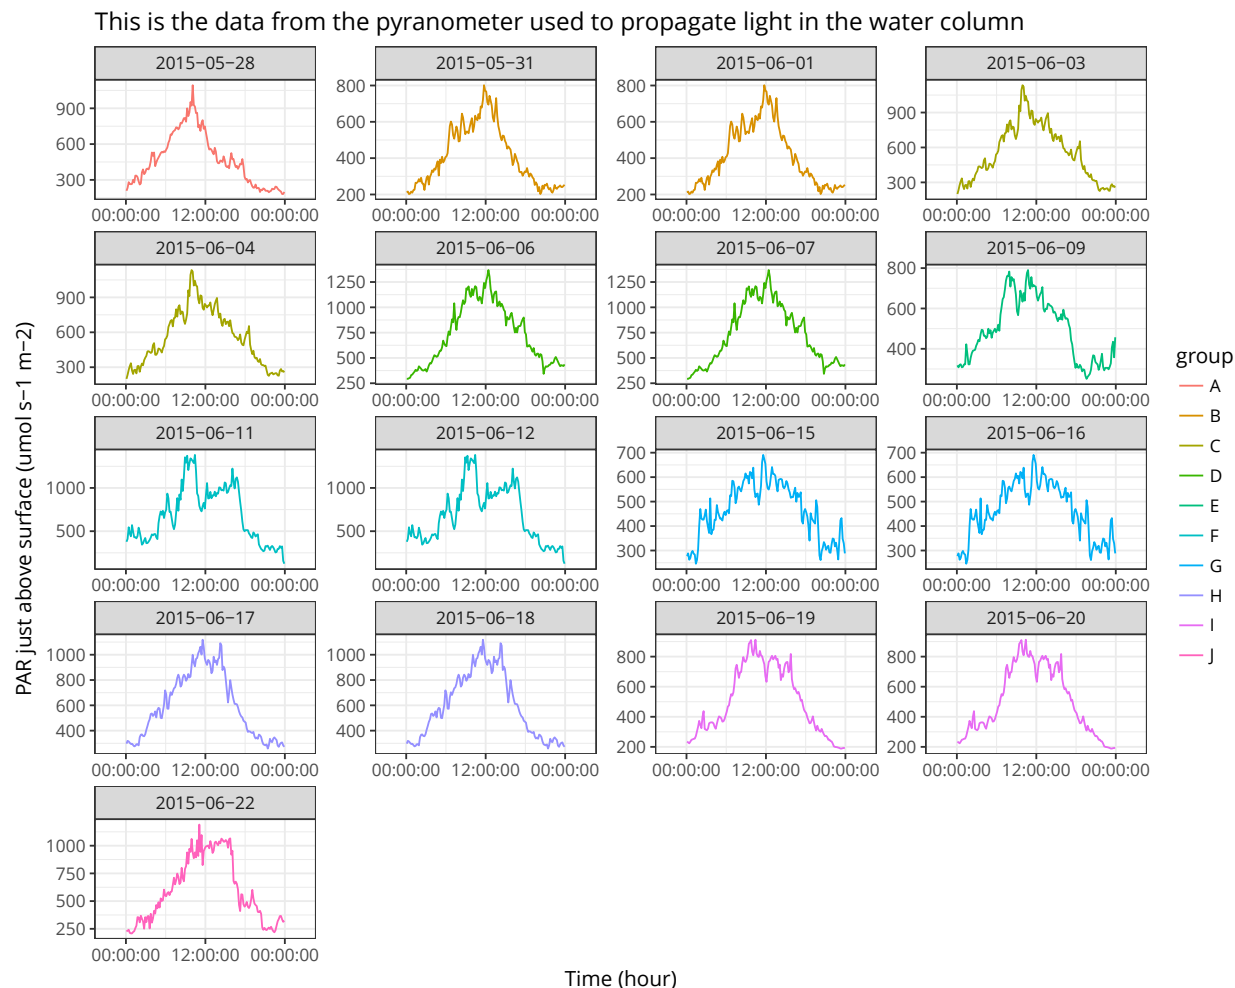 This is the data from the pyranometer used to propagate light in the water column
2015−05−28 2015−05−31 2015−06−01 2015−06−03
900 600 300 800 600 400 200 800 600 400 200 900 600 300
00:00:00 12:00:00 00:00:00 00:00:00 12:00:00 00:00:00 00:00:00 12:00:00 00:00:00 00:00:00 12:00:00 00:00:00
2015−06−04 2015−06−06 2015−06−07 2015−06−09
900 600 300 1250 1000 750 500 250 1250 1000 750 500 250 800 600 400
00:00:00 12:00:00 00:00:00 00:00:00 12:00:00 00:00:00 00:00:00 12:00:00 00:00:00 00:00:00 12:00:00 00:00:00
2015−06−11 2015−06−12 2015−06−15 2015−06−16
1000 500 1000 500 700 600 500 400 300 700 600 500 400 300
00:00:00 12:00:00 00:00:00 00:00:00 12:00:00 00:00:00 00:00:00 12:00:00 00:00:00 00:00:00 12:00:00 00:00:00
2015−06−17 2015−06−18 2015−06−19 2015−06−20
1000 800 600 400 1000 800 600 400 800 600 400 200 800 600 400 200
00:00:00 12:00:00 00:00:00 00:00:00 12:00:00 00:00:00 00:00:00 12:00:00 00:00:00 00:00:00 12:00:00 00:00:00
2015−06−22
1000 750 500 250
00:00:00 12:00:00 00:00:00
Time (hour)
PAR just above surface (umol s−1 m−2)
group
A
B
C
D
E
F
G
H
I
J